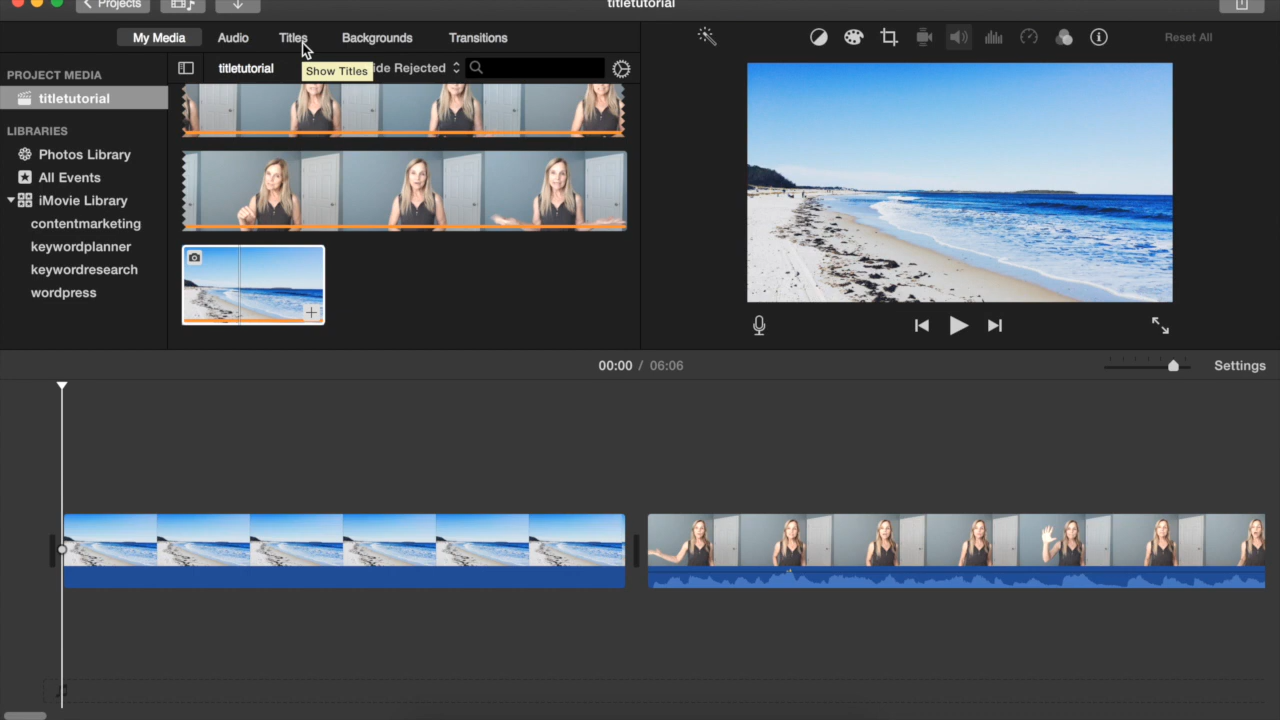 Projects
titletutorial
My Media Audio Titles Backgrounds Transitions
Reset All
PROJECT MEDIA
titletutorial
LIBRARIES
Photos Library
All Events
iMovie Library
contentmarketing
keywordplanner
keywordresearch
wordpress
titletutorial
Show Titles
ide Rejected
00:00 / 06:06
Settings